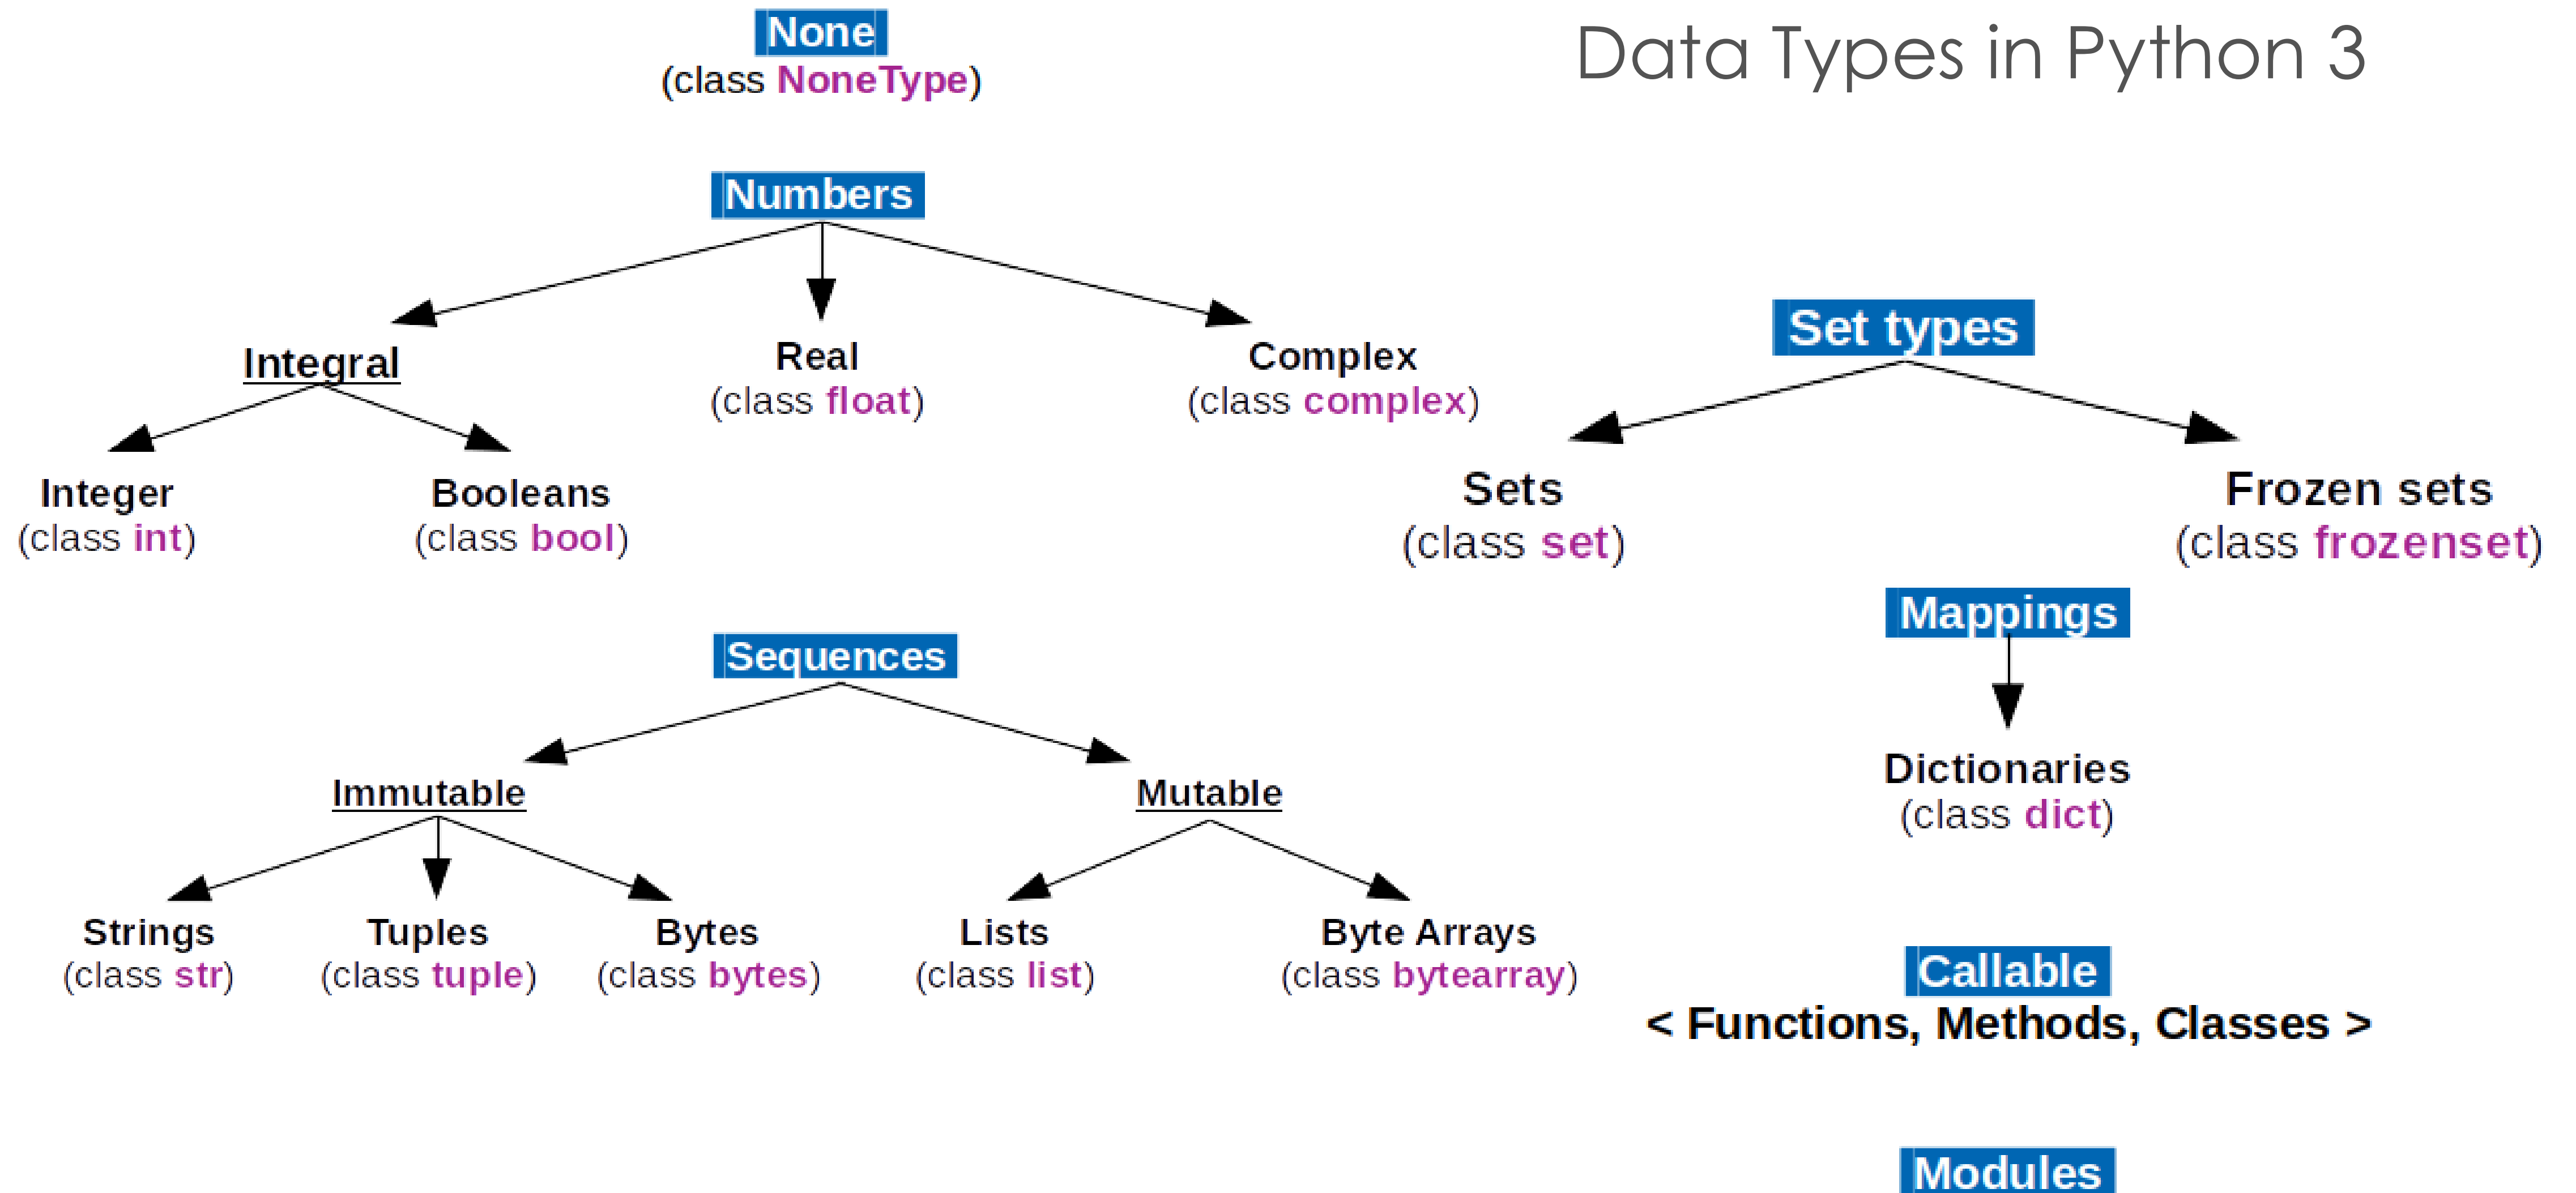 Data Types in Python 3
None
(class NoneType)
Numbers
Integral
Real
(class float)
Complex
(class complex)
Integer
(class int)
Booleans
(class bool)
Sequences
Immutable
Mutable
Strings
(class str)
Tuples
(class tuple)
Bytes
(class bytes)
Lists
(class list)
Byte Arrays
(class bytearray)
Set types
Sets
(class set)
Frozen sets
(class frozenset)
Mappings
Dictionaries
(class dict)
Callable
< Functions, Methods, Classes >
Modules